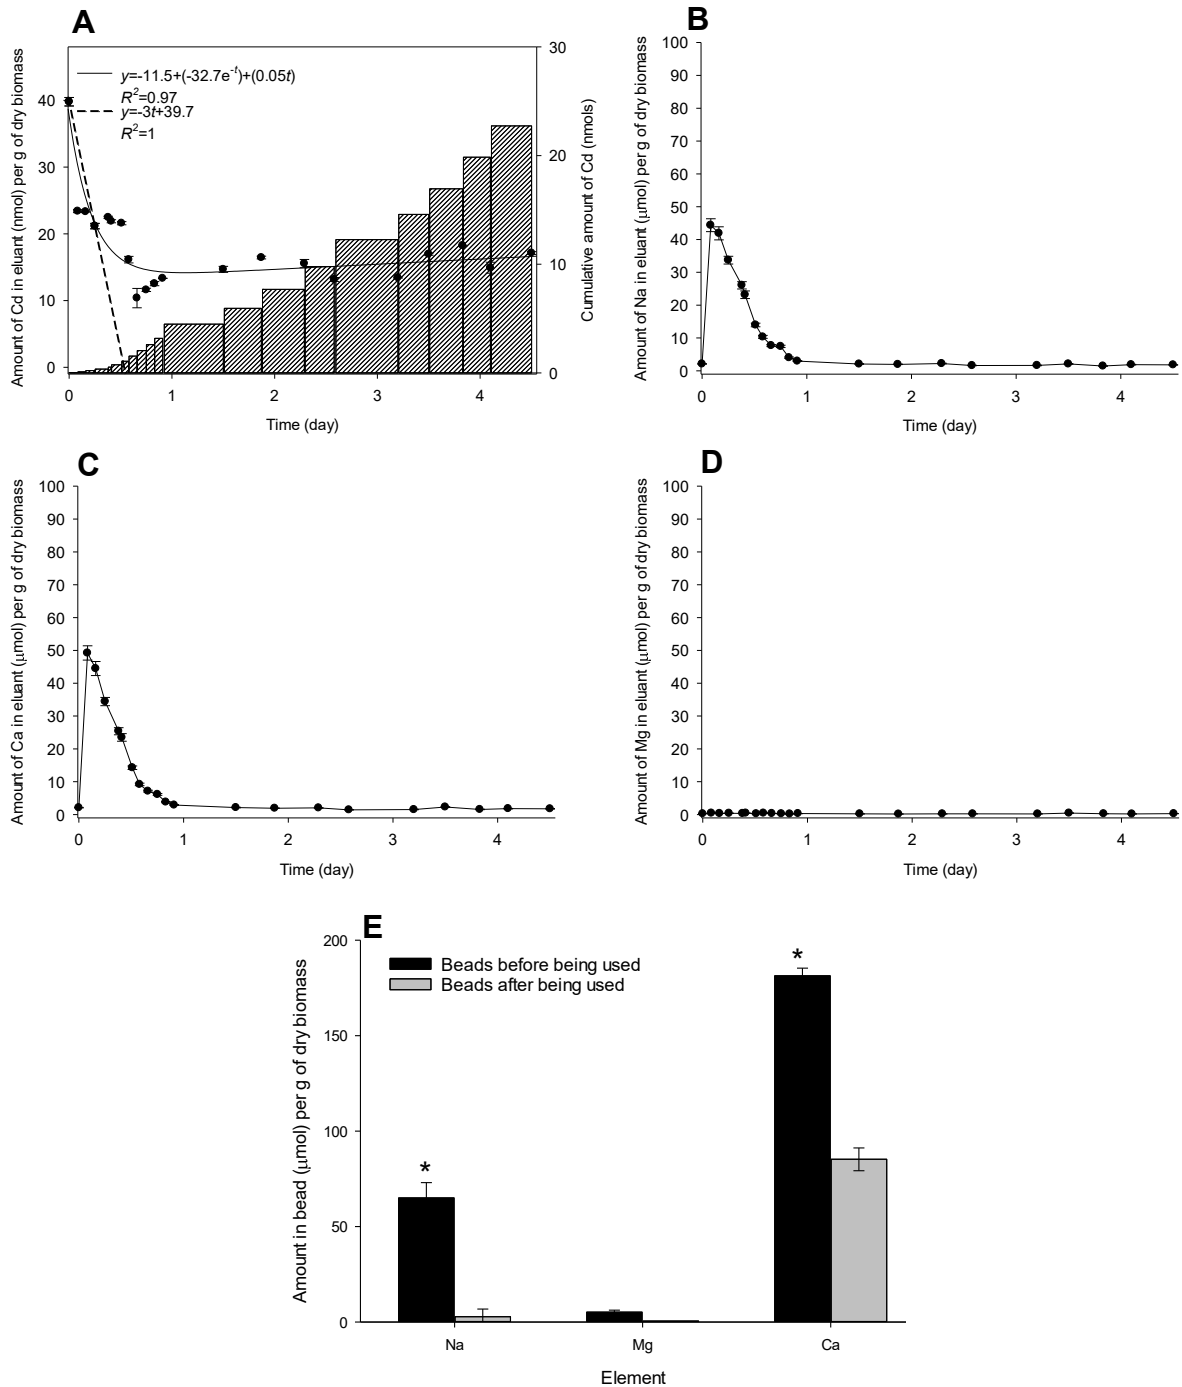 A
y=-11.5+(-32.7e-t)+(0.05t)
R2=0.97
y=-3t+39.7
R2=1
Amount of Cd in eluant (nmol) per g of dry biomass
40
30
20
10
0
30
20
10
0
Cumulative amount of Cd (nmols)
0 1 2 3 4
Time (day)
B
Amount of Na in eluant (μmol) per g of dry biomass
100
90
80
70
60
50
40
30
20
10
0
0 1 2 3 4
Time (day)
C
Amount of Ca in eluant (μmol) per g of dry biomass
100
90
80
70
60
50
40
30
20
10
0
0 1 2 3 4
Time (day)
D
Amount of Mg in eluant (μmol) per g of dry biomass
100
90
80
70
60
50
40
30
20
10
0
0 1 2 3 4
Time (day)
E
Beads before being used
Beads after being used
Amount in bead (μmol) per g of dry biomass
200
150
100
50
0
*
*
Na Mg Ca
Element